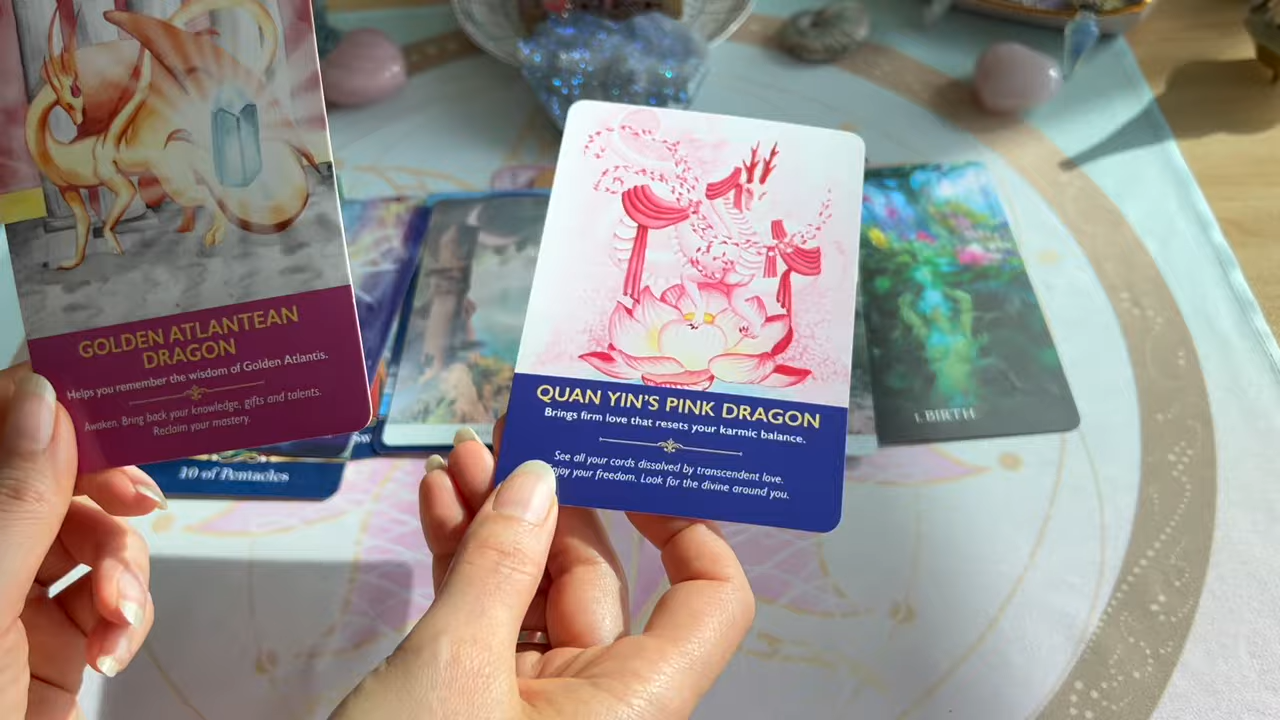 GOLDEN ATLANTEAN
DRAGON
Helps you remember the wisdom of Golden Atlantis.
Awaken. Bring back your knowledge, gifts and talents.
Reclaim your mastery.
10 of Pentacles
QUAN YIN'S PINK DRAGON
Brings firm love that resets your karmic balance.
See all your cords dissolved by transcendent love.
njoy your freedom. Look for the divine around you.
1. BIRTH